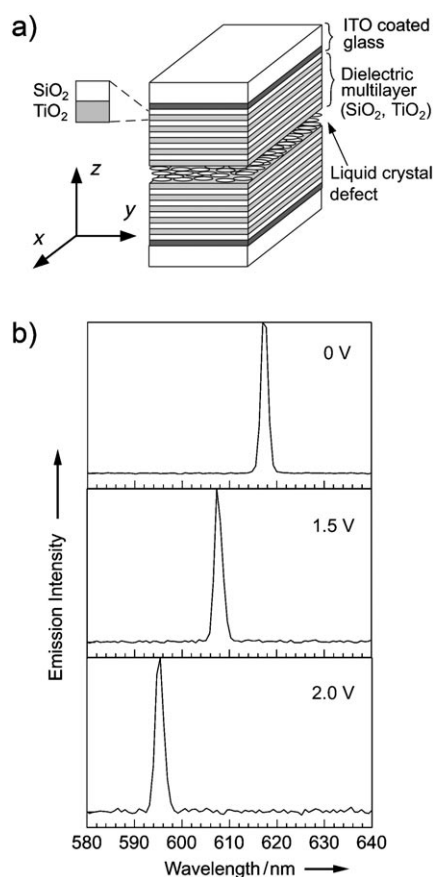 a)
ITO coated
glass
SiO₂
TiO₂
Dielectric
multilayer
(SiO₂, TiO₂)
Liquid crystal
defect
z
y
x
b)
0 V
1.5 V
2.0 V
Emission Intensity
580 590 600 610 620 630 640
Wavelength/nm